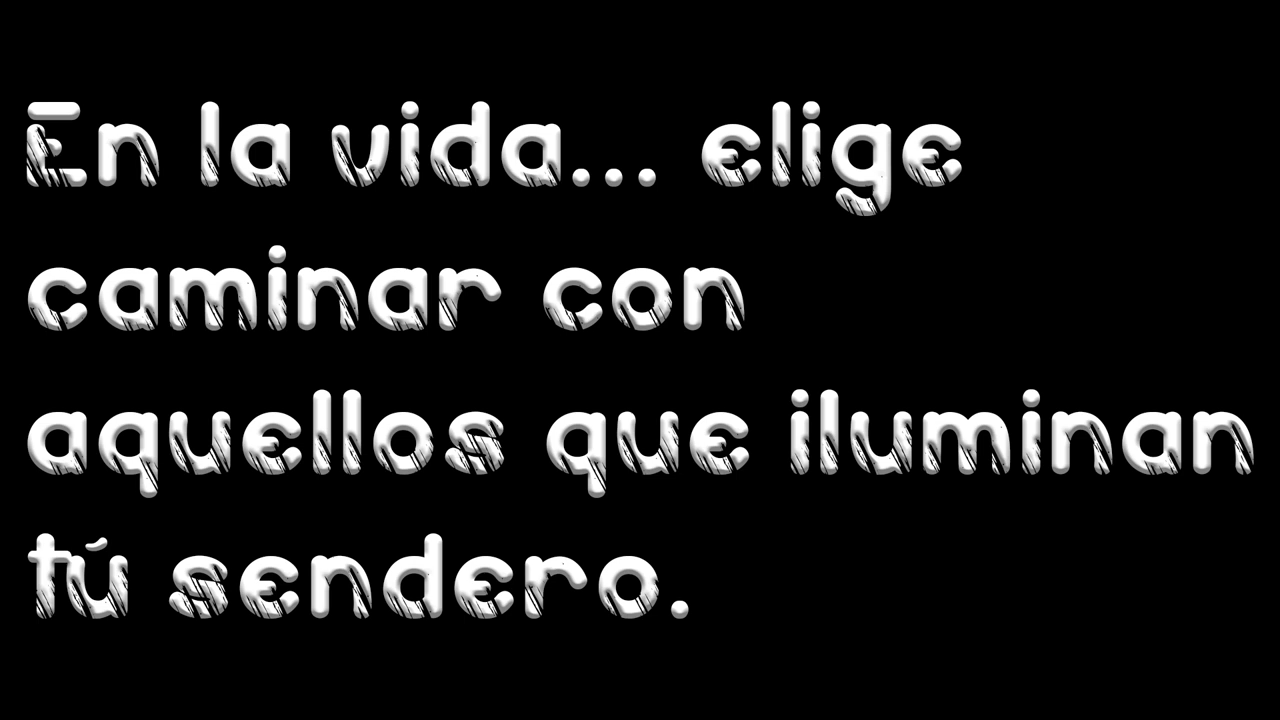 En la vida... elige
caminar con
aquellos que iluminan
tú sendero.